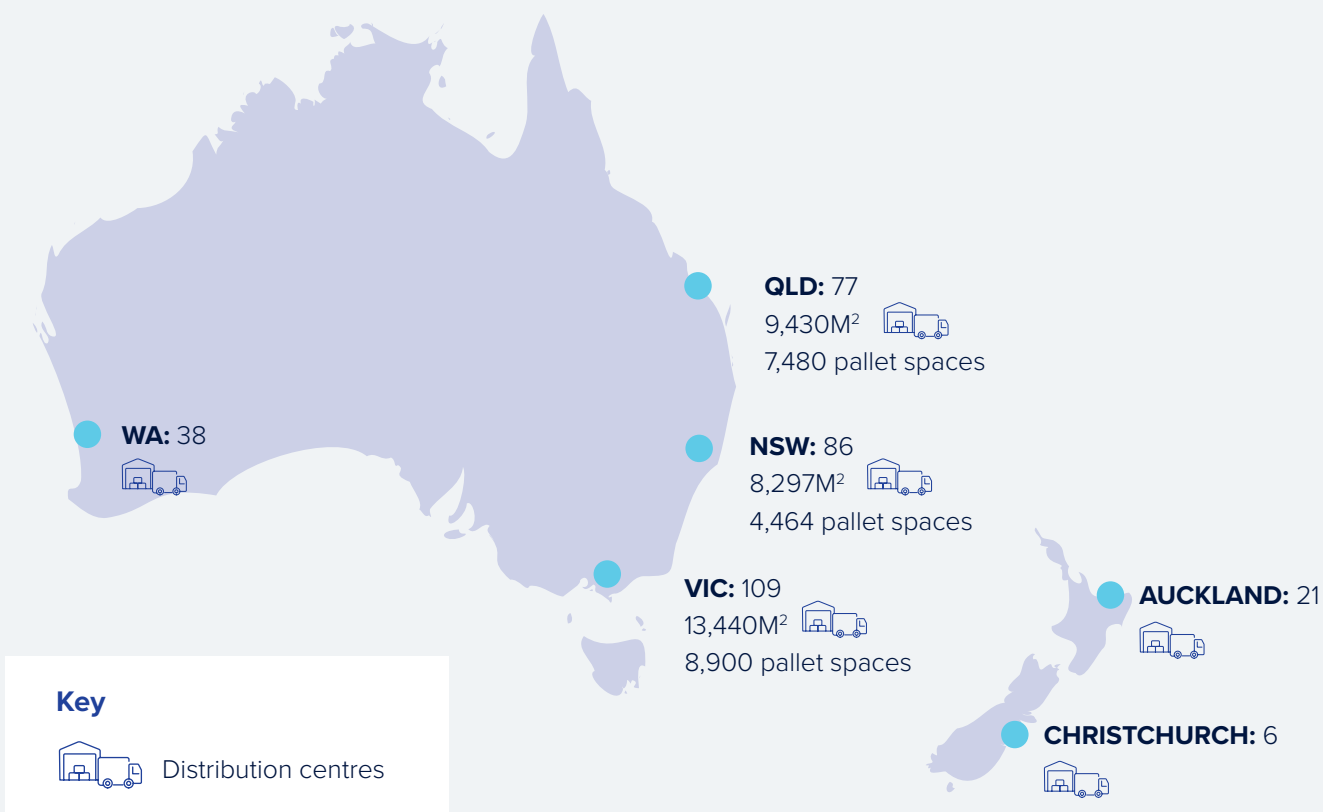 QLD: 77
9,430M²
7,480 pallet spaces
WA: 38
NSW: 86
8,297M²
4,464 pallet spaces
VIC: 109
13,440M²
8,900 pallet spaces
AUCKLAND: 21
CHRISTCHURCH: 6
Key
Distribution centres